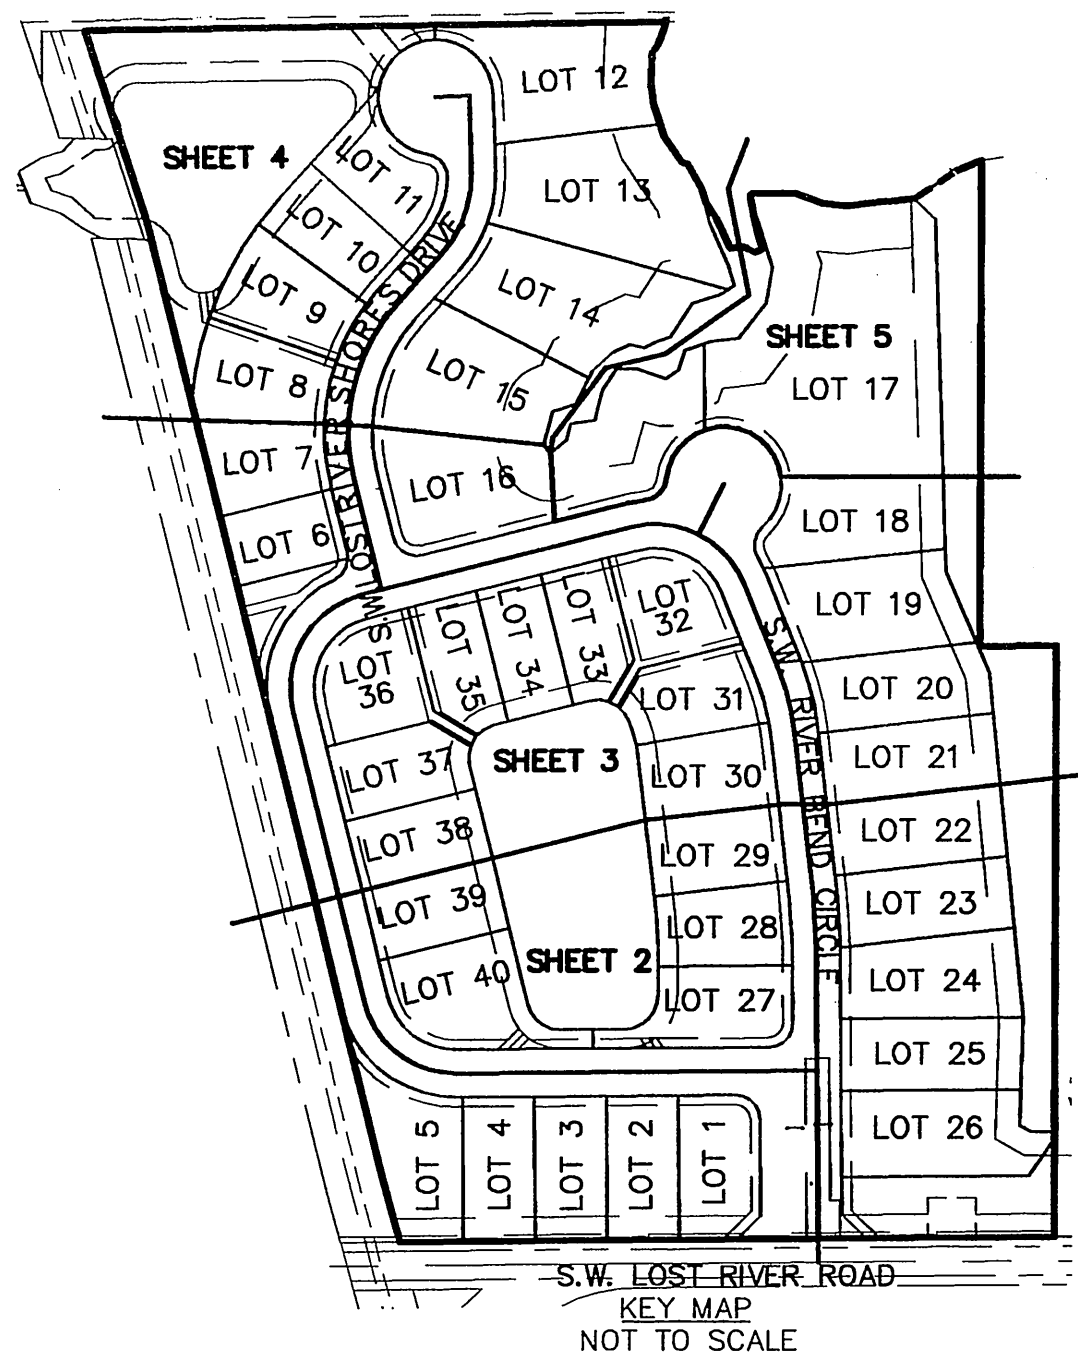 LOT 12
SHEET 4
LOT 11
LOT 13
LOT 10
LOT 9
LOT 14
SHEET 5
LOT 8
LOT 15
LOT 17
S.W. LOST RIVER SHORES DRIVE
LOT 7
LOT 16
LOT 18
LOT 6
LOT 36
LOT 35
LOT 34
LOT 33
LOT 32
LOT 19
S.W. RIVER BEND CIRCLE
LOT 31
LOT 20
LOT 37
SHEET 3
LOT 30
LOT 21
LOT 38
LOT 29
LOT 22
LOT 39
LOT 28
LOT 23
LOT 40
SHEET 2
LOT 27
LOT 24
LOT 25
LOT 5
LOT 4
LOT 3
LOT 2
LOT 1
LOT 26
S.W. LOST RIVER ROAD
KEY MAP
NOT TO SCALE